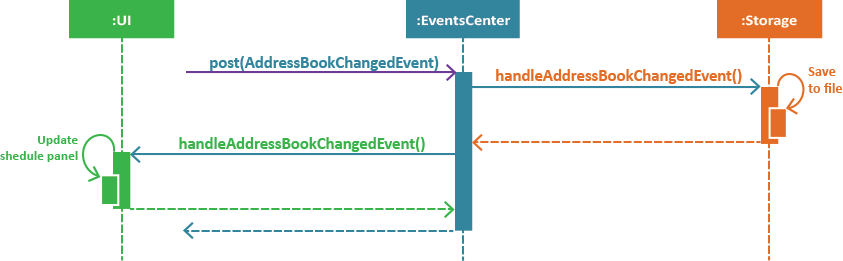 :UI
:EventsCenter
:Storage
post(AddressBookChangedEvent)
handleAddressBookChangedEvent()
Save
to file
Update
shedule panel
handleAddressBookChangedEvent()